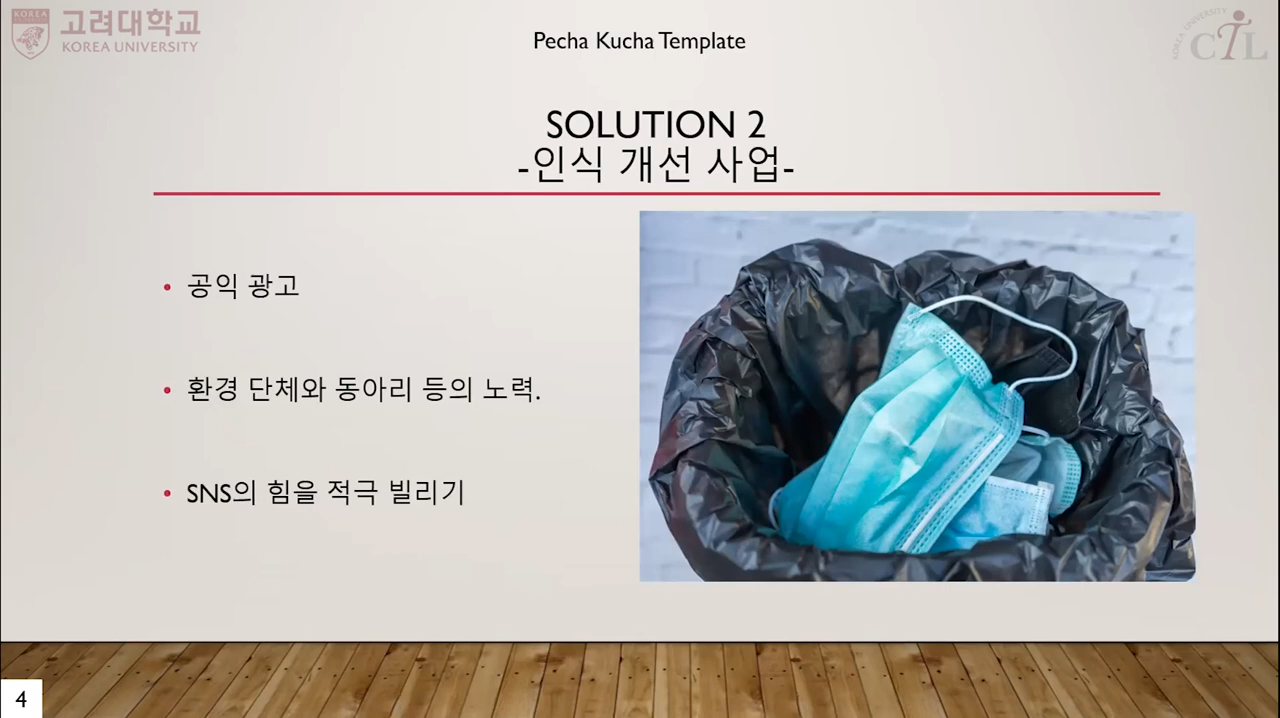 KOREA
고려대학교
KOREA UNIVERSITY
Pecha Kucha Template
KOREA UNIVERSITY
CTL
SOLUTION 2
-인식 개선 사업-
• 공익 광고
• 환경 단체와 동아리 등의 노력.
• SNS의 힘을 적극 빌리기
4